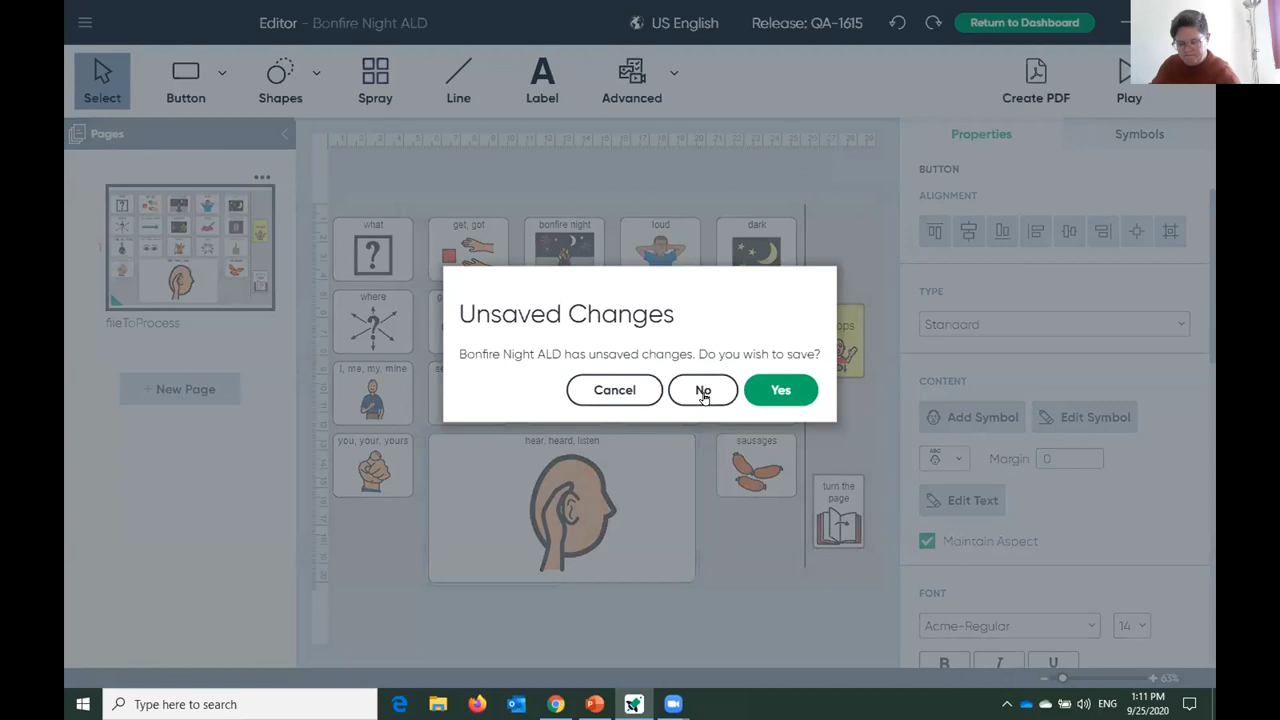 Editor - Bonfire Night ALD
US English
Release: QA-1615
Return to Dashboard
Select
Button
Shapes
Spray
Line
Label
Advanced
Create PDF
Play
Pages
fileToProcess
+ New Page
what
get, got
bonfire night
loud
dark
where
I, me, my, mine
you, your, yours
hear, heard, listen
sausages
turn the
page
Unsaved Changes
Bonfire Night ALD has unsaved changes. Do you wish to save?
Cancel
No
Yes
Properties
Symbols
BUTTON
ALIGNMENT
TYPE
Standard
CONTENT
Add Symbol
Edit Symbol
ABC
Margin
0
Edit Text
Maintain Aspect
FONT
Acme-Regular
14
B
I
U
63%
Type here to search
ENG
1:11 PM
9/25/2020